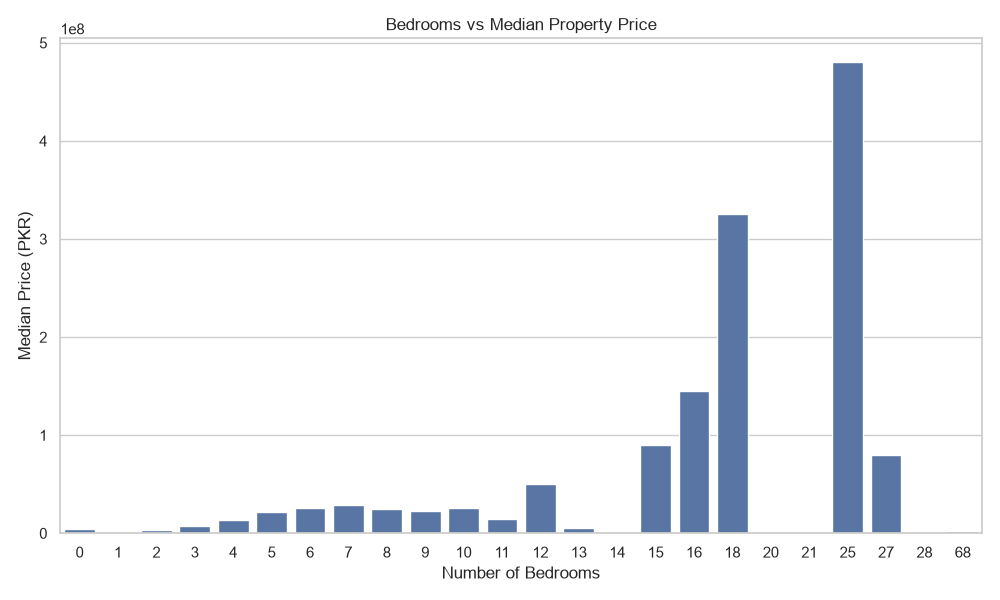 Bedrooms vs Median Property Price
1e8
5
4
3
2
1
0
Median Price (PKR)
0 1 2 3 4 5 6 7 8 9 10 11 12 13 14 15 16 18 20 21 25 27 28 68
Number of Bedrooms